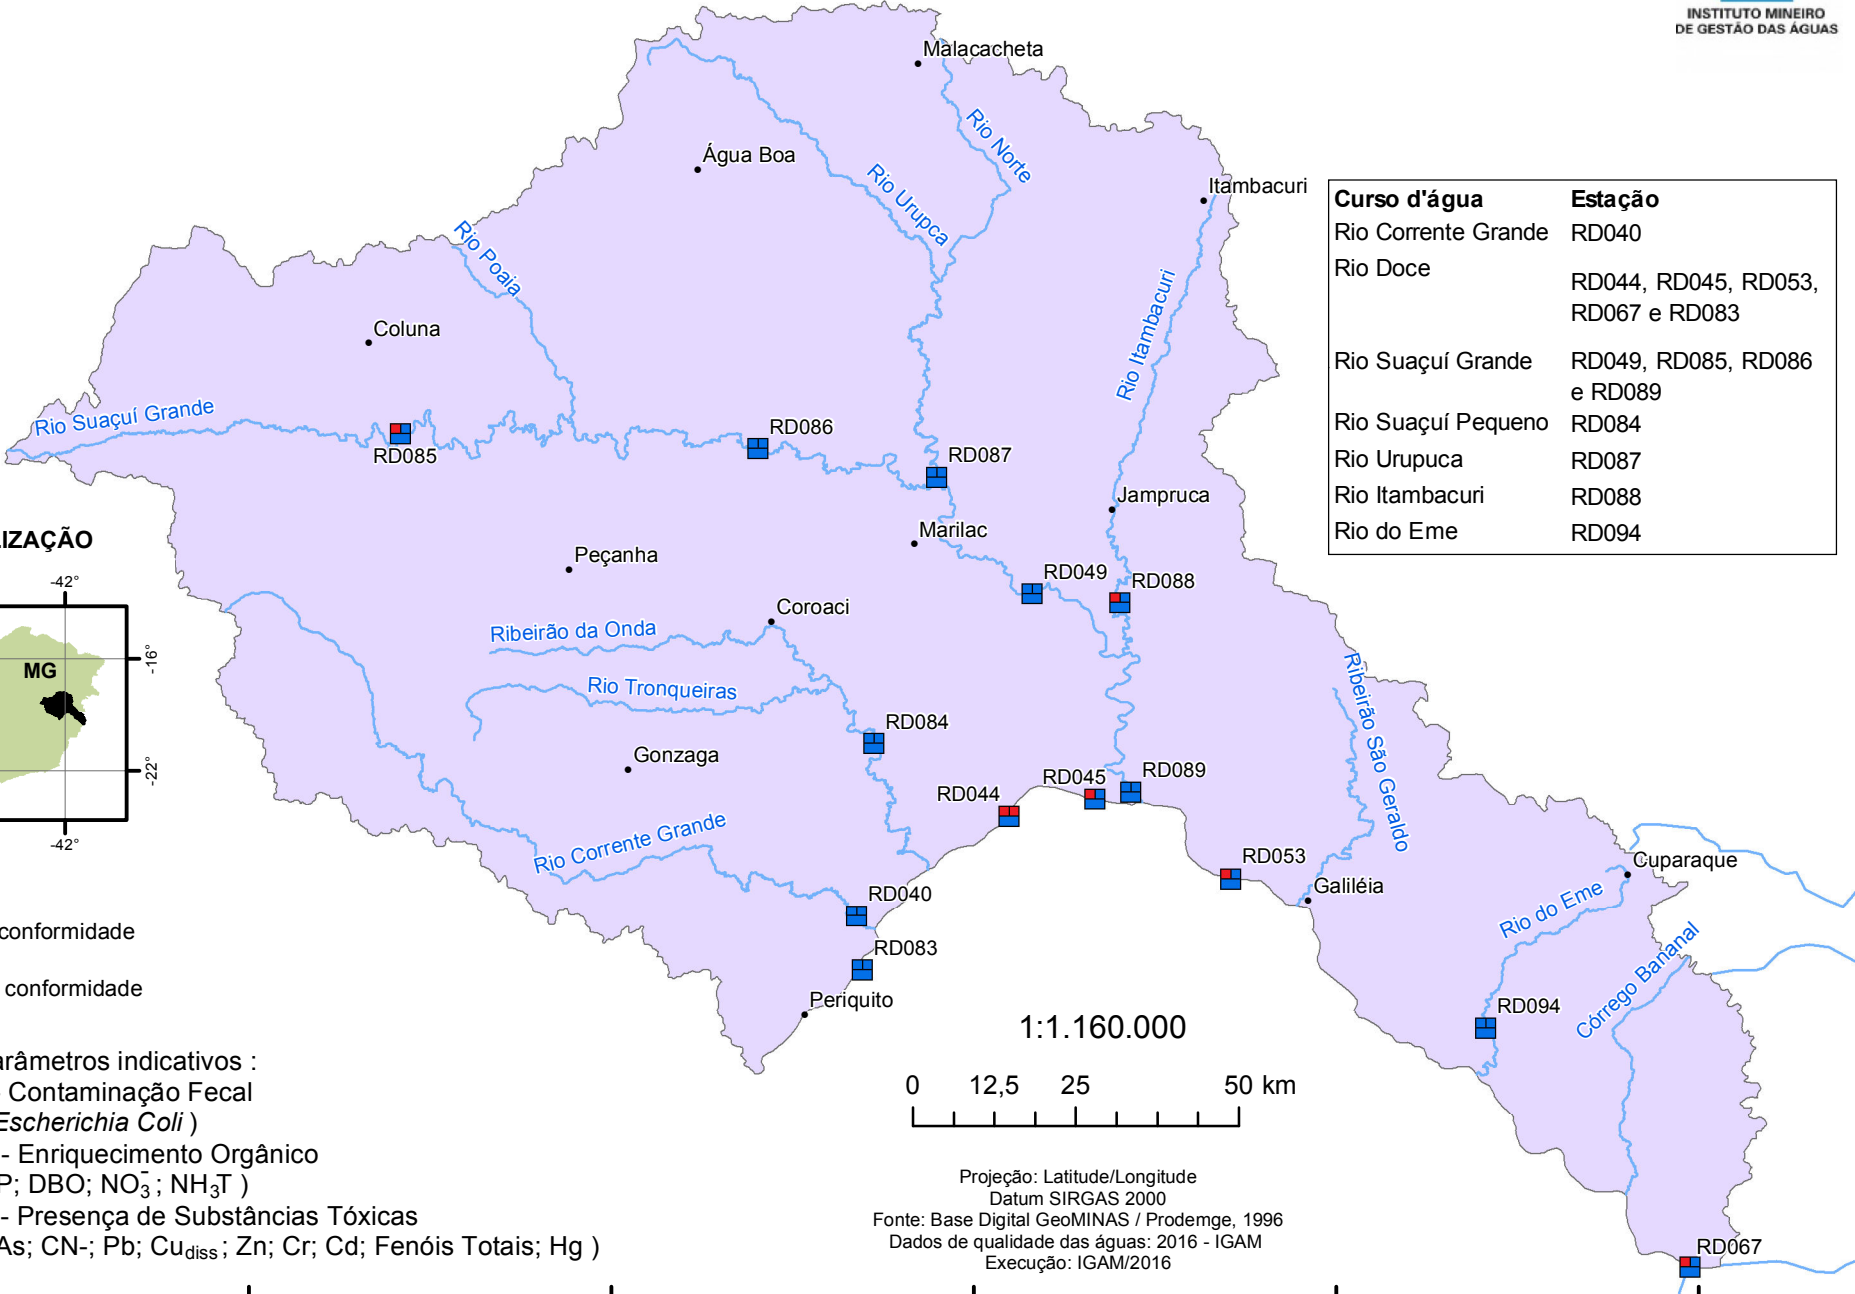 INSTITUTO MINEIRO
DE GESTÃO DAS ÁGUAS
Malacacheta
Rio Norte
Água Boa
Rio Urupca
Itambacuri
Rio Poaia
Coluna
Rio Itambacuri
Rio Suaçuí Grande
RD085
RD086
RD087
Jampruca
Marilac
Peçanha
RD049
RD088
Coroaci
Ribeirão da Onda
Rio Tronqueiras
Ribeirão São Geraldo
RD084
Gonzaga
RD044
RD045
RD089
Rio Corrente Grande
RD053
Galiléia
Cuparaque
RD040
Rio do Eme
RD083
Córrego Bananal
Periquito
RD094
RD067
Curso d'água Estação
Rio Corrente Grande RD040
Rio Doce
RD044, RD045, RD053,
RD067 e RD083
Rio Suaçuí Grande RD049, RD085, RD086
e RD089
Rio Suaçuí Pequeno RD084
Rio Urupuca RD087
Rio Itambacuri RD088
Rio do Eme RD094
LIZAÇÃO
-42°
MG
-16°
-22°
-42°
conformidade
conformidade
arâmetros indicativos :
Contaminação Fecal
Escherichia Coli )
- Enriquecimento Orgânico
P; DBO; NO₃⁻; NH₃T )
- Presença de Substâncias Tóxicas
As; CN-; Pb; Cu diss; Zn; Cr; Cd; Fenóis Totais; Hg )
1:1.160.000
0 12,5 25 50 km
Projeção: Latitude/Longitude
Datum SIRGAS 2000
Fonte: Base Digital GeoMINAS / Prodemge, 1996
Dados de qualidade das águas: 2016 - IGAM
Execução: IGAM/2016